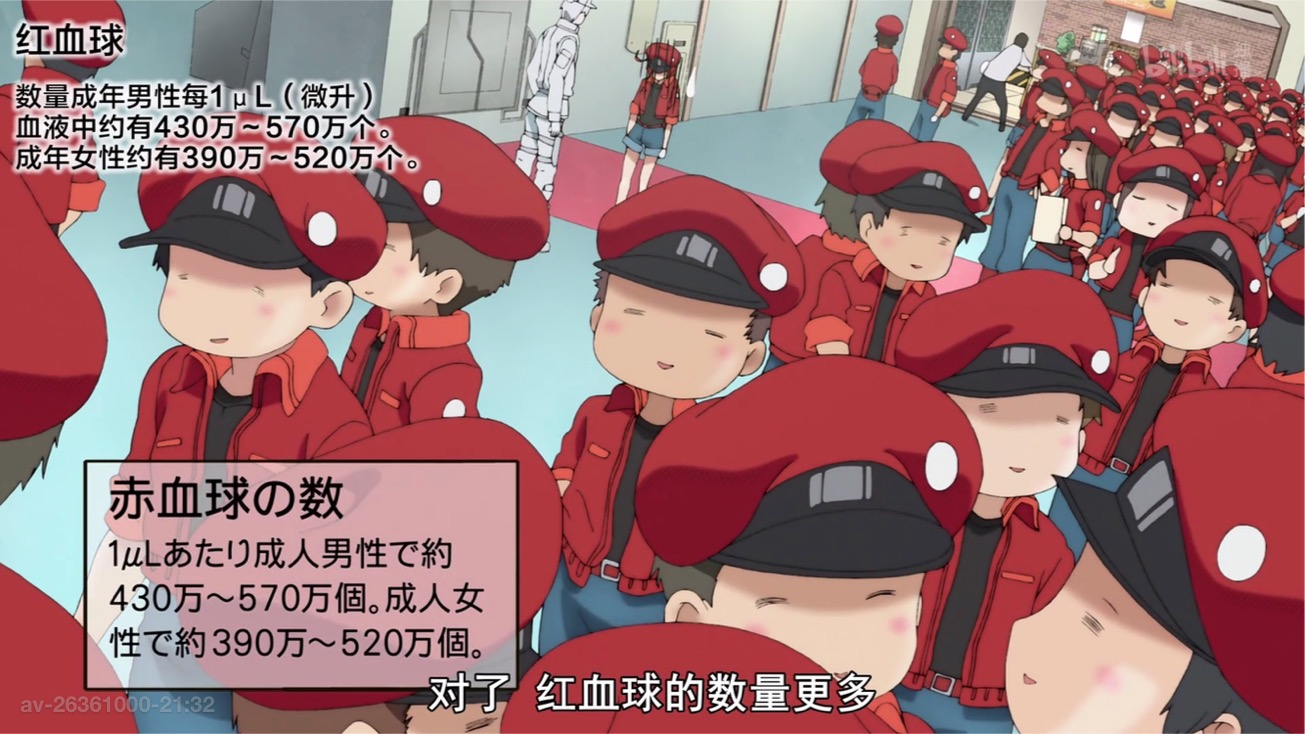 红血球
数量成年男性每1μL（微升）
血液中约有430万～570万个。
成年女性约有390万～520万个。
bilibili
赤血球の数
1μLあたり成人男性で約
430万～570万個。成人女
性で約390万～520万個。
av-26361000-21:32
对了 红血球的数量更多